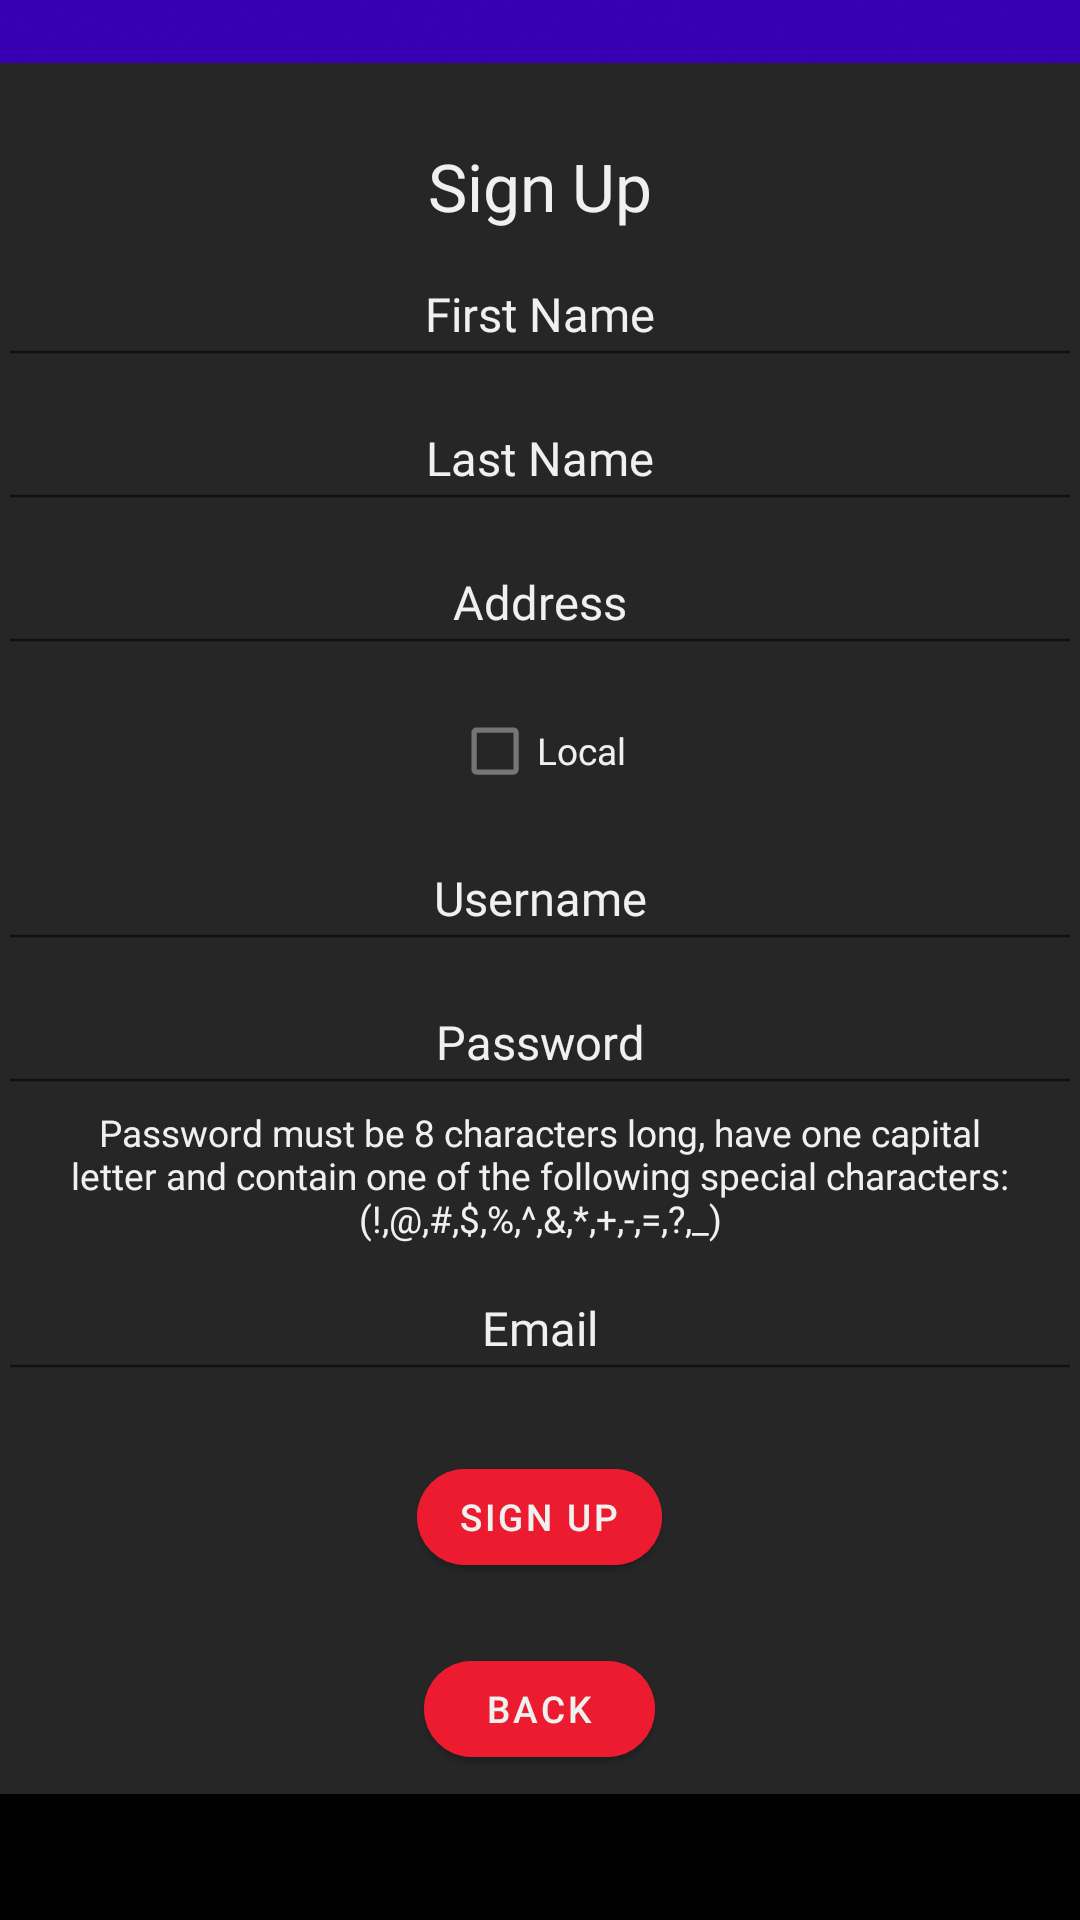 Sign Up
First Name
Last Name
Address
Local
Username
Password
Password must be 8 characters long, have one capital
letter and contain one of the following special characters:
(!,@,#,$,%,^,&,*,+,-,=,?,_)
Email
SIGN UP
BACK